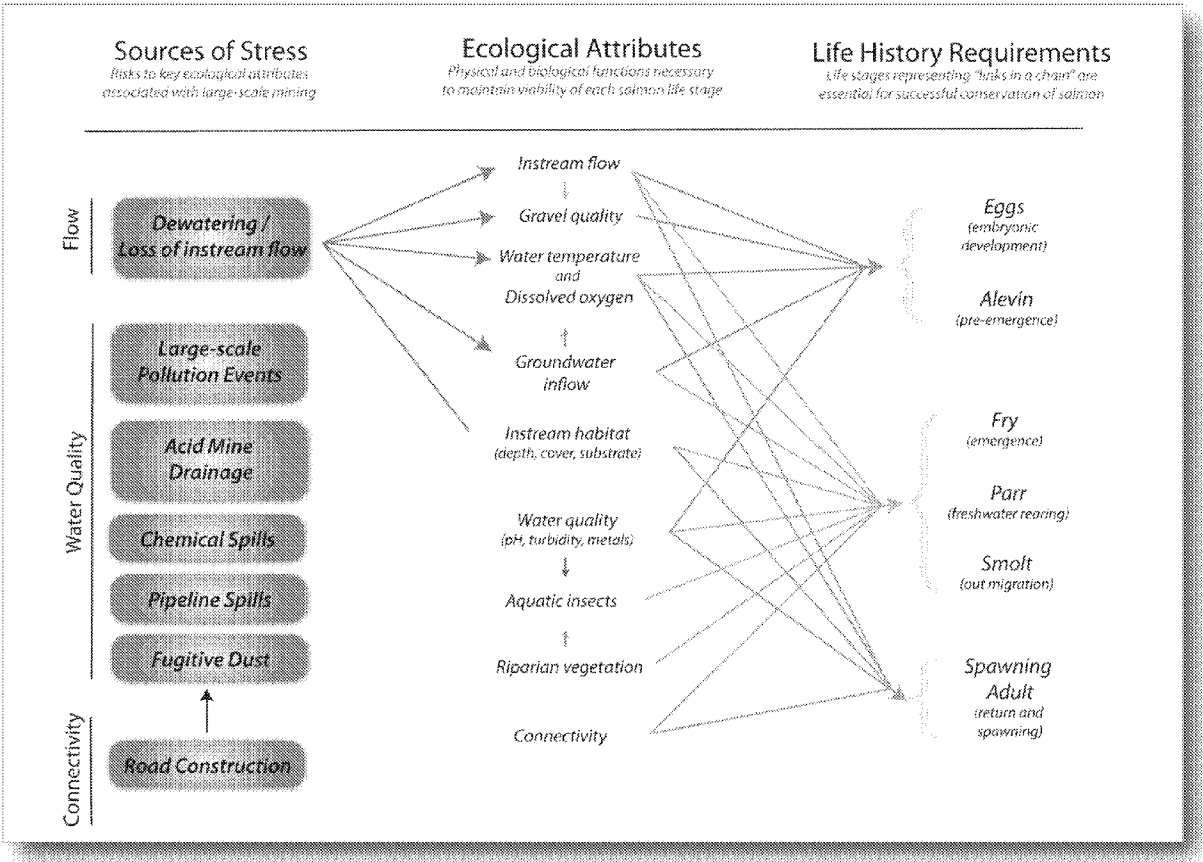 Sources of Stress
Risks to key ecological attributes
associated with large-scale mining
Ecological Attributes
Physical and biological functions necessary
to maintain viability of each salmon life stage
Life History Requirements
Life stages representing “links in a chain” are
essential for successful conservation of salmon
Flow
Dewatering /
Loss of instream flow
Water Quality
Large-scale
Pollution Events
Acid Mine
Drainage
Chemical Spills
Pipeline Spills
Fugitive Dust
Connectivity
Road Construction
Instream flow
Gravel quality
Water temperature
and
Dissolved oxygen
Groundwater
inflow
Instream habitat
(depth, cover, substrate)
Water quality
(pH, turbidity, metals)
Aquatic insects
Riparian vegetation
Connectivity
Eggs
(embryonic
development)
Alevin
(pre-emergence)
Fry
(emergence)
Parr
(freshwater rearing)
Smolt
(out migration)
Spawning
Adult
(return and
spawning)